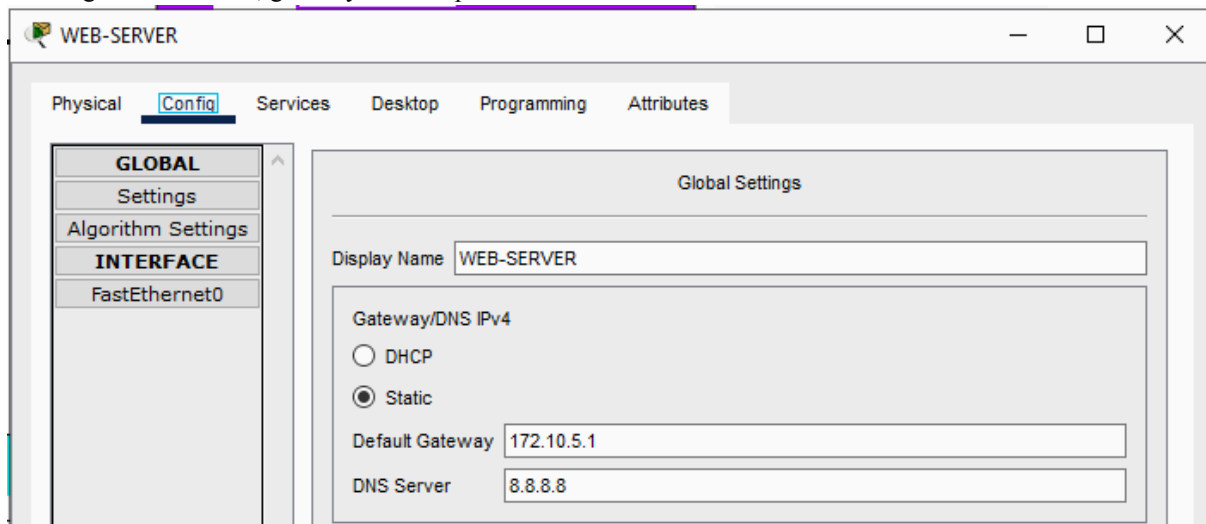 WEB-SERVER
Physical Config Services Desktop Programming Attributes
GLOBAL
Settings
Algorithm Settings
INTERFACE
FastEthernet0
Global Settings
Display Name WEB-SERVER
Gateway/DNS IPv4
DHCP
Static
Default Gateway 172.10.5.1
DNS Server 8.8.8.8